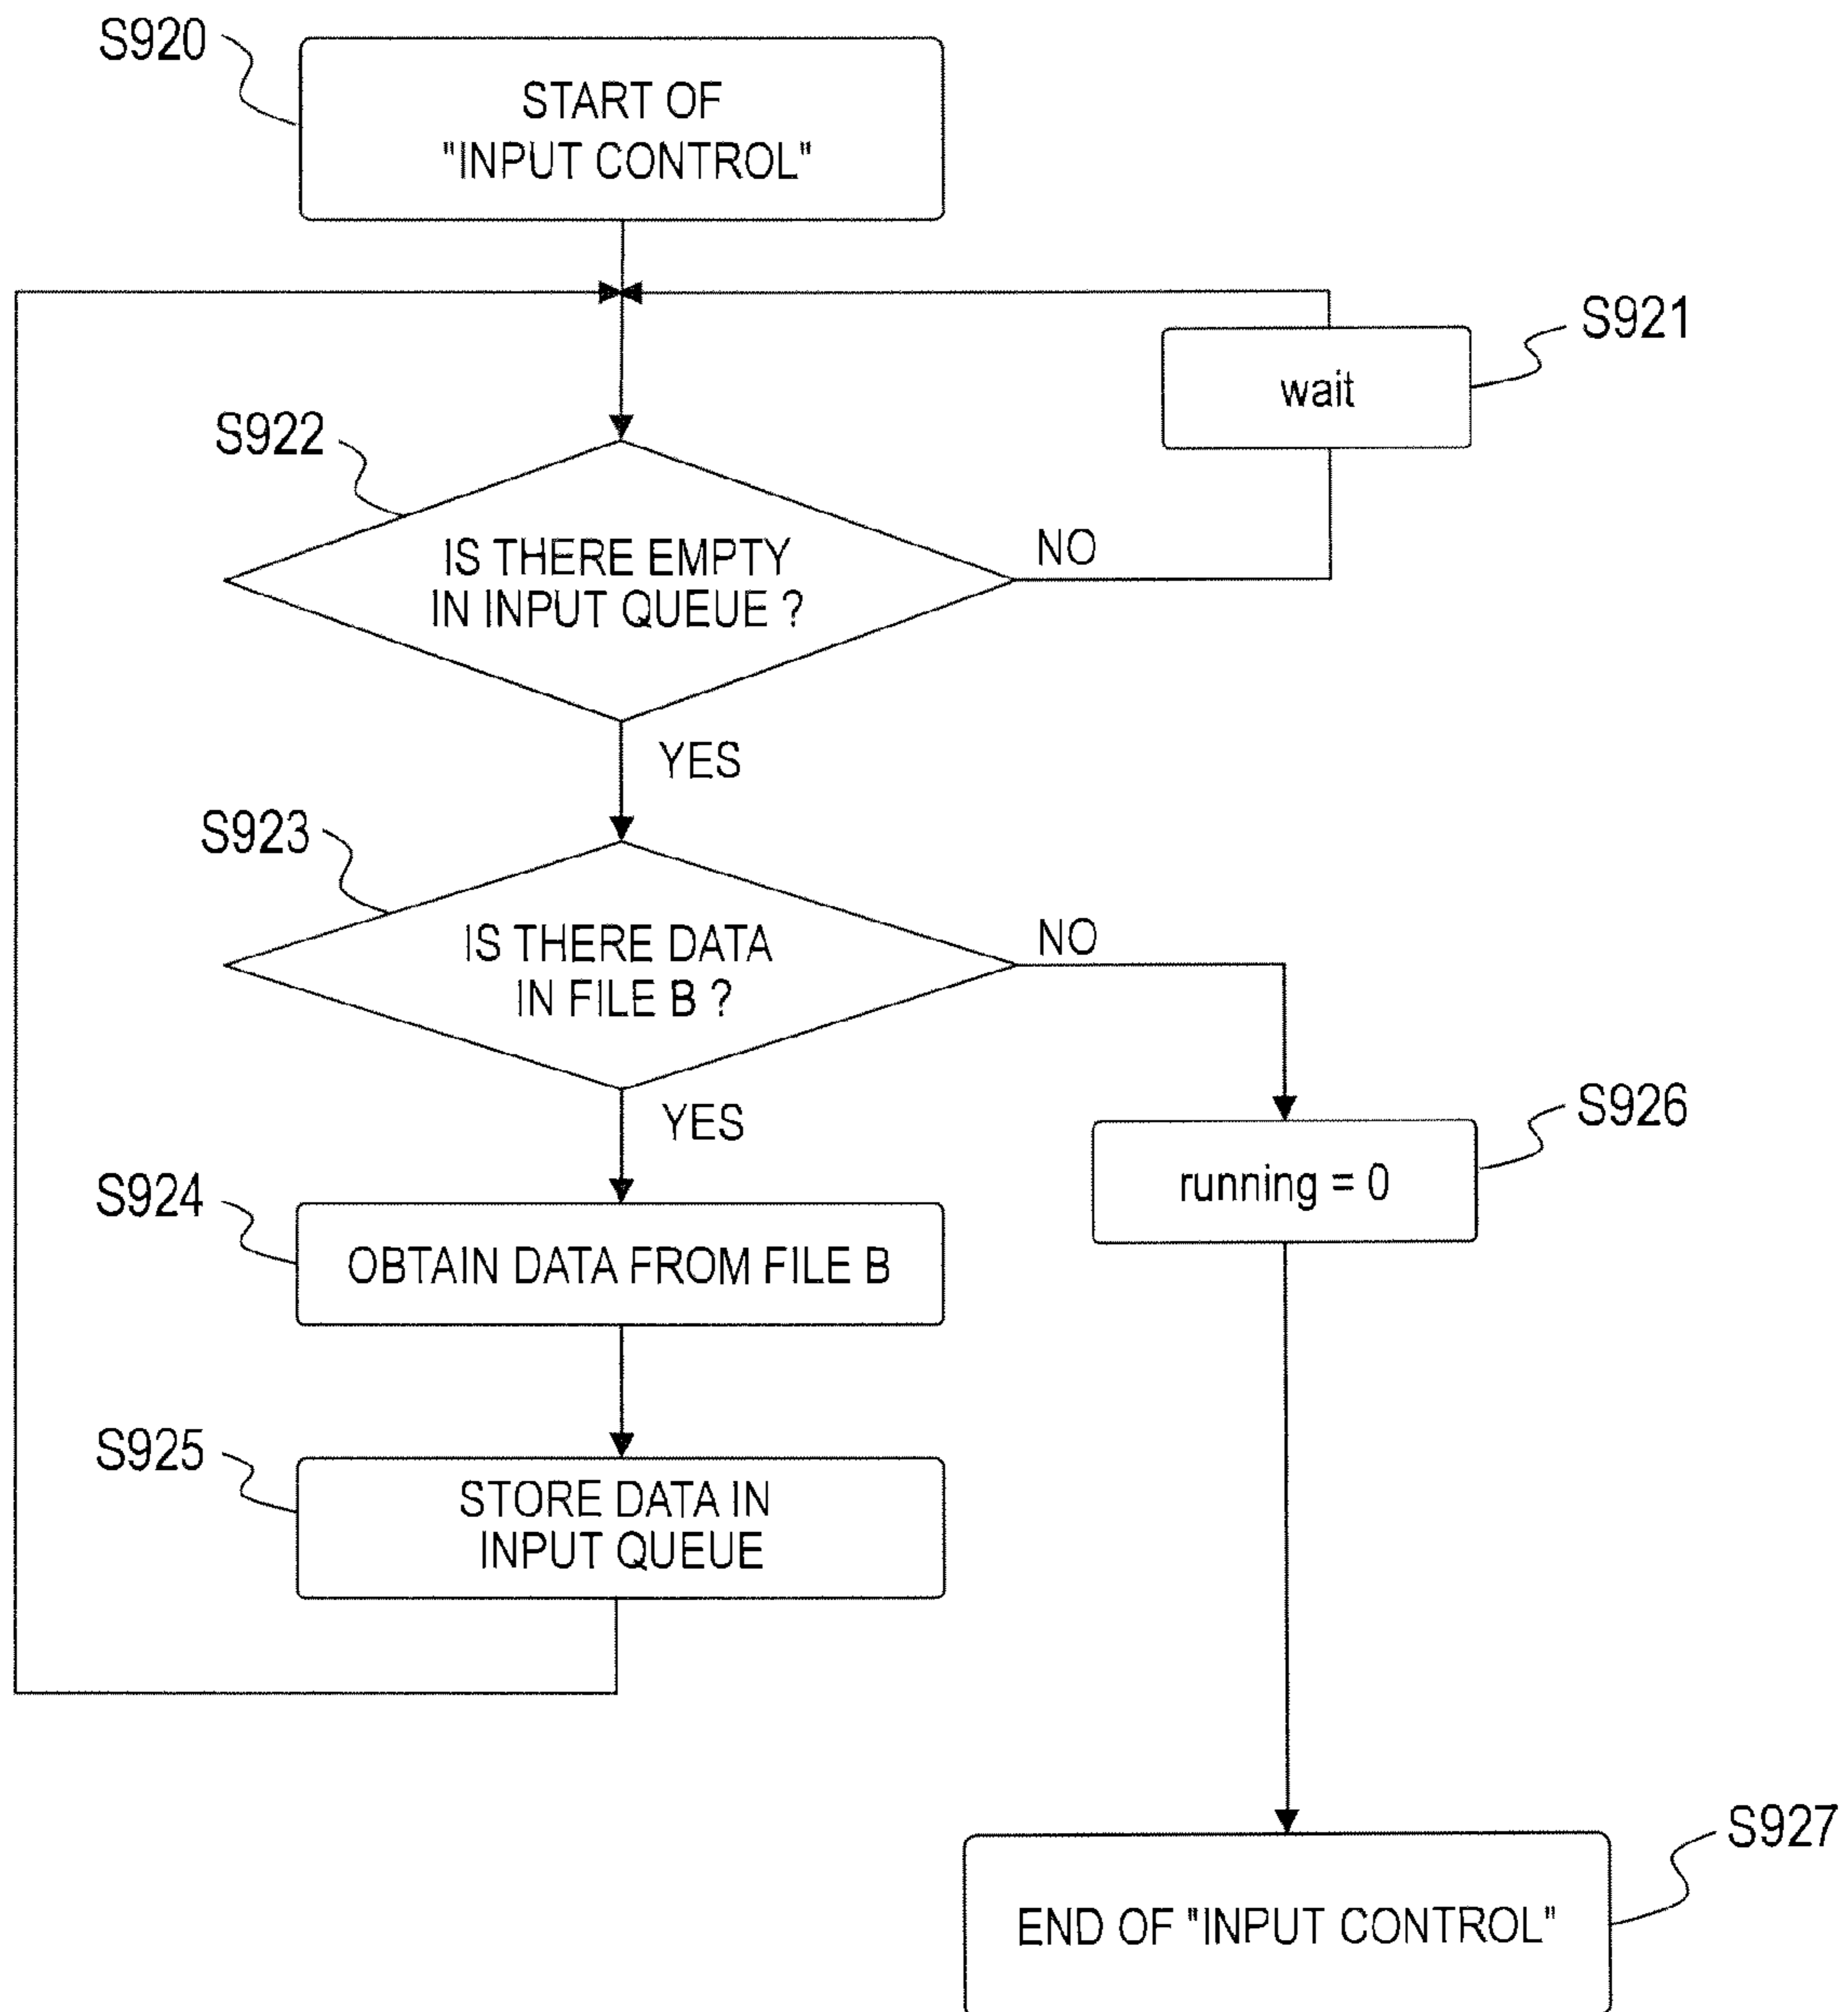 S920
START OF
"INPUT CONTROL"
S921
wait
S922
IS THERE EMPTY
IN INPUT QUEUE ?
NO
YES
S923
IS THERE DATA
IN FILE B ?
NO
YES
S924
OBTAIN DATA FROM FILE B
S926
running = 0
S925
STORE DATA IN
INPUT QUEUE
S927
END OF "INPUT CONTROL"